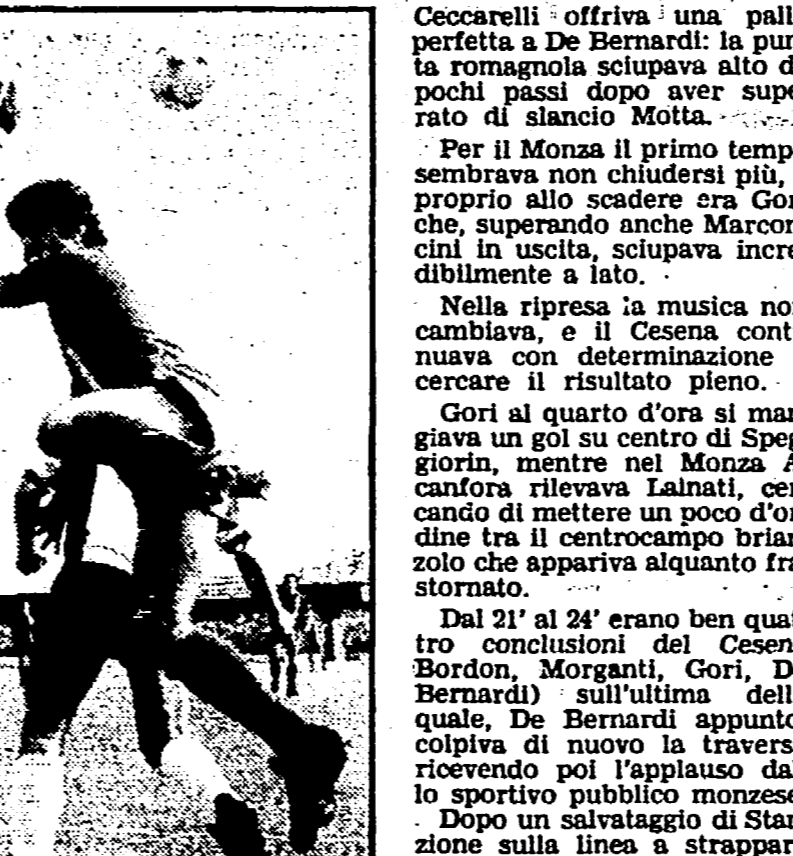 Ceccarelli offriva una pall
perfetta a De Bernardi: la pun
ta romagnola sciupava alto d
pochi passi dopo aver supe
rato di slancio Motta.
Per il Monza il primo temp
sembrava non chiudersi più,
proprio allo scadere era Gor
che, superando anche Marcon
cini in uscita, sciupava incre
dibilmente a lato.
Nella ripresa la musica no
cambiava, e il Cesena cont
nuava con determinazione
cercare il risultato pieno.
Gori al quarto d'ora si man
giava un gol su centro di Speg
giorin, mentre nel Monza A
canfora rilevava Lainati, cer
cando di mettere un poco d'or
dine tra il centrocampo brian
zolo che appariva alquanto fra
stornato.
Dal 21' al 24' erano ben quat
tro conclusioni del Cesen
Bordon, Morganti, Gori, D
Bernardi) sull'ultima dell
quale, De Bernardi appunto
colpiva di nuovo la travers
ricevendo poi l'applauso dal
lo sportivo pubblico monzese
Dopo un salvataggio di Stan
zione sulla linea a strappar